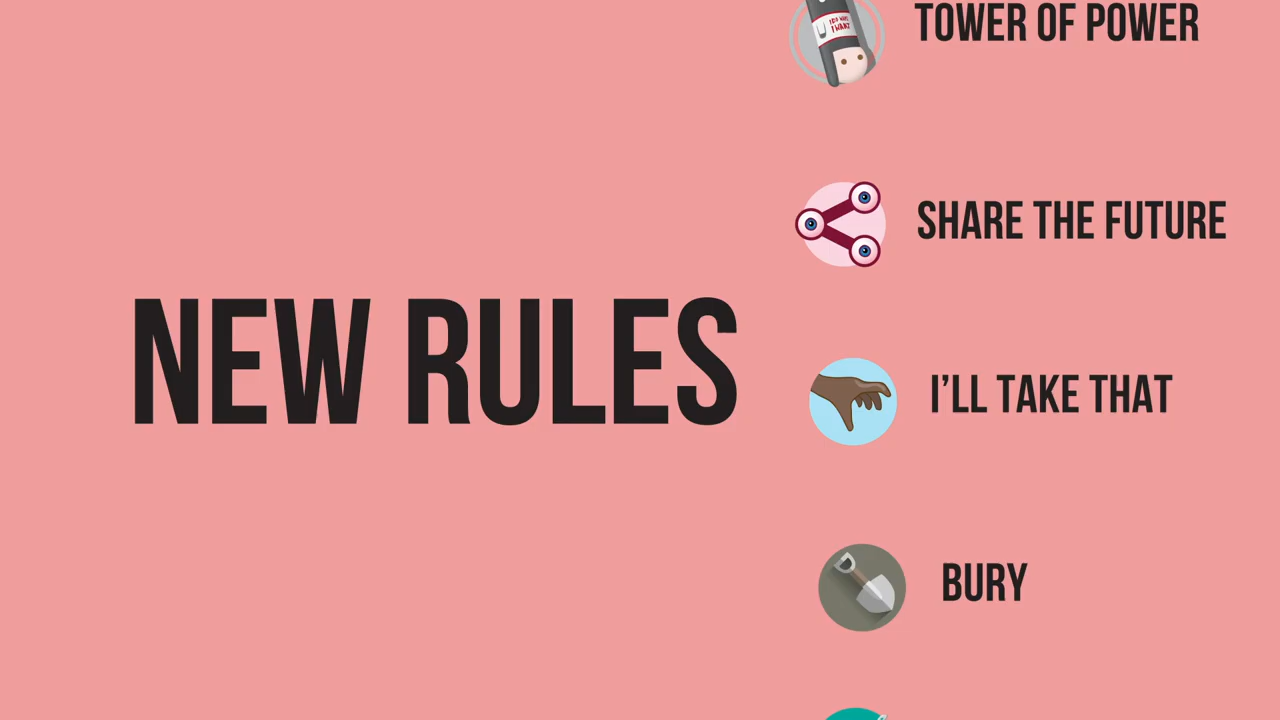 TOWER OF POWER
SHARE THE FUTURE
NEW RULES
I'LL TAKE THAT
BURY